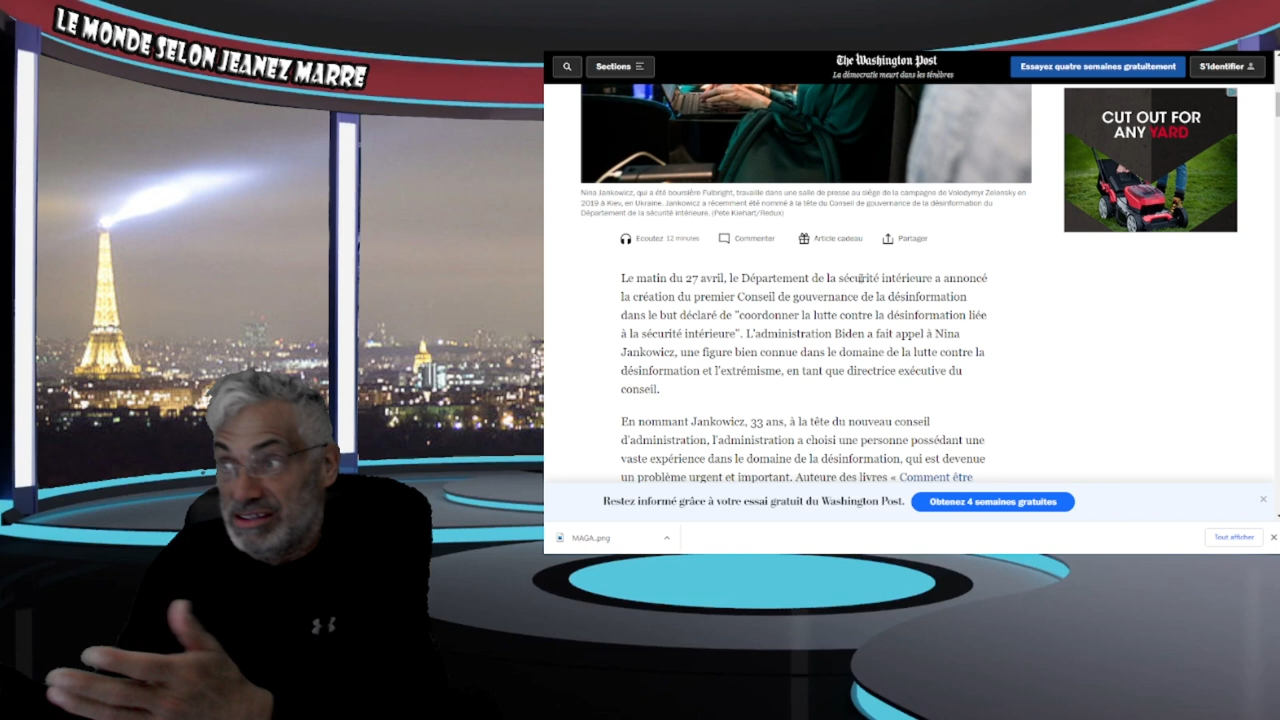 LE MONDE SELON JEANEZ MARRE
Sections
The Washington Post
La démocratie meurt dans les ténèbres
Essayez quatre semaines gratuitement
S'identifier
CUT OUT FOR
ANY YARD
Nina Jankowicz, qui a été boursière Fulbright, travaille dans une salle de presse au siège de la campagne de Volodymyr Zelensky en
2019 à Kiev, en Ukraine. Jankowicz a récemment été nommé à la tête du Conseil de gouvernance de la désinformation du
Département de la sécurité intérieure. (Pete Kiehart/Redux)
Ecoutez 12 minutes
Commenter
Article cadeau
Partager
Le matin du 27 avril, le Département de la sécurité intérieure a annoncé
la création du premier Conseil de gouvernance de la désinformation
dans le but déclaré de "coordonner la lutte contre la désinformation liée
à la sécurité intérieure". L'administration Biden a fait appel à Nina
Jankowicz, une figure bien connue dans le domaine de la lutte contre la
désinformation et l'extrémisme, en tant que directrice exécutive du
conseil.
En nommant Jankowicz, 33 ans, à la tête du nouveau conseil
d'administration, l'administration a choisi une personne possédant une
vaste expérience dans le domaine de la désinformation, qui est devenue
un problème urgent et important. Auteure des livres « Comment être
Restez informé grâce à votre essai gratuit du Washington Post.
Obtenez 4 semaines gratuites
MAGA.png
Tout afficher